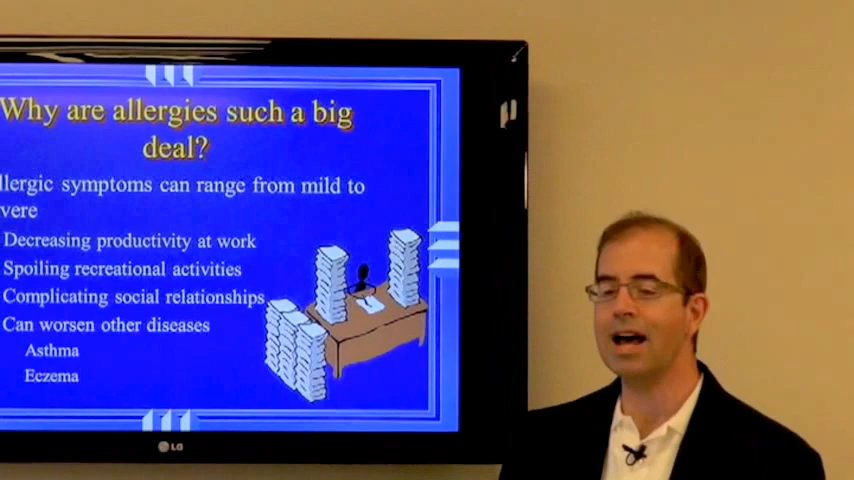 Why are allergies such a big
deal?
llergic symptoms can range from mild to
vere
Decreasing productivity at work
Spoiling recreational activities
Complicating social relationships
Can worsen other diseases
Asthma
Eczema
LG